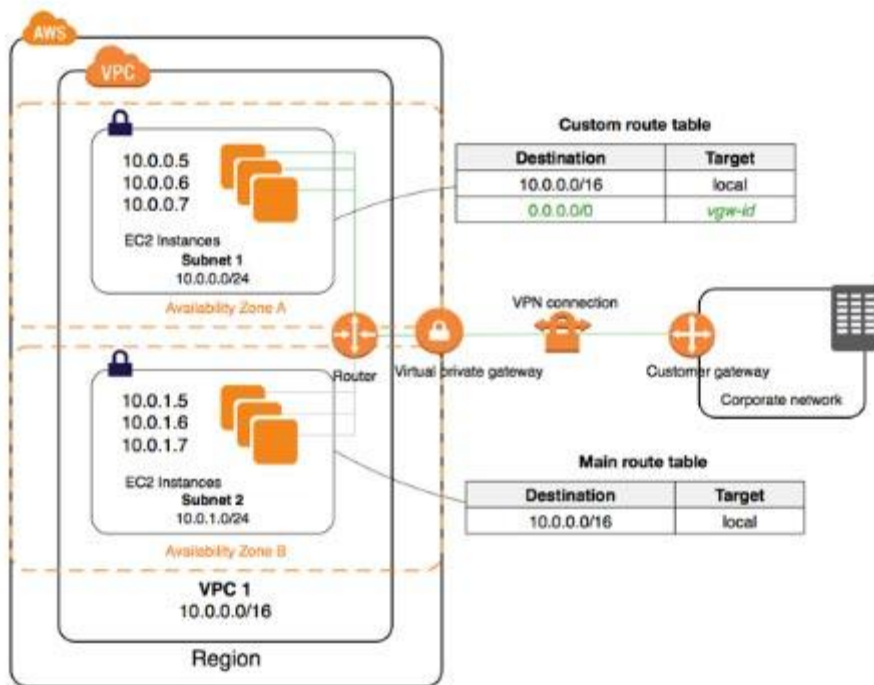 AWS
VPC
10.0.0.5
10.0.0.6
10.0.0.7
EC2 Instances
Subnet 1
10.0.0.0/24
Availability Zone A
Custom route table
Destination Target
10.0.0.0/16 local
0.0.0.0/0 vgw-id
Router
Virtual private gateway
VPN connection
Customer gateway
Corporate network
10.0.1.5
10.0.1.6
10.0.1.7
EC2 Instances
Subnet 2
10.0.1.0/24
Availability Zone B
Main route table
Destination Target
10.0.0.0/16 local
VPC 1
10.0.0.0/16
Region